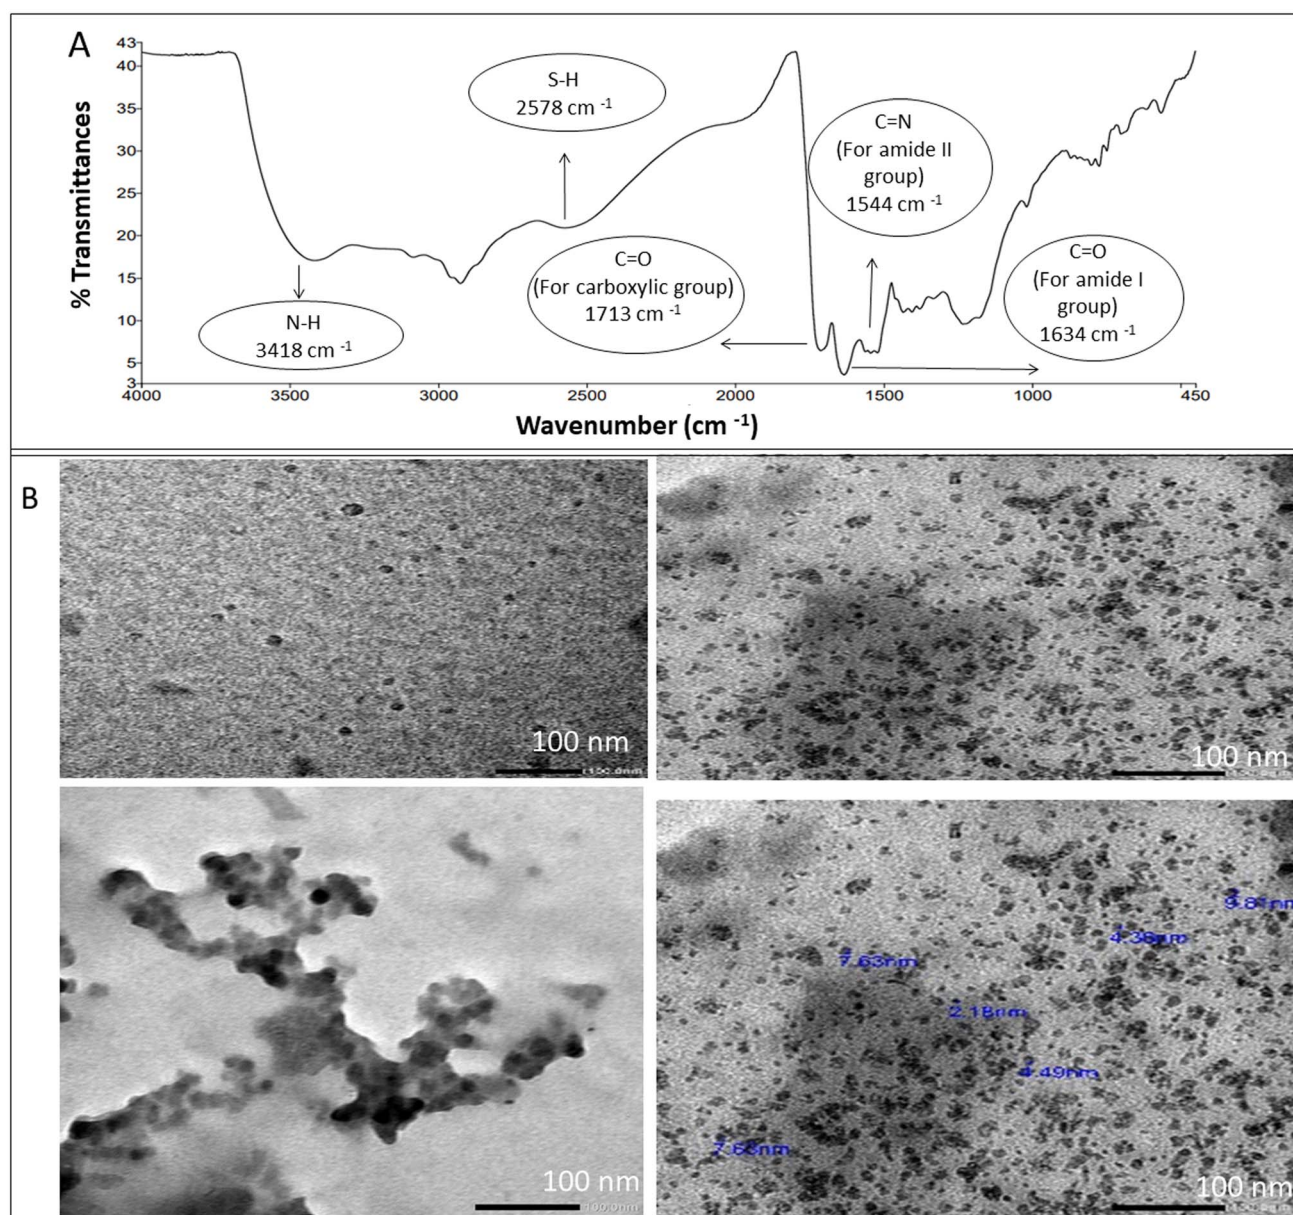 A
43
40
35
30
25
20
15
10
5
3
% Transmittances
S-H
2578 cm -1
C=N
(For amide II
group)
1544 cm -1
C=O
(For carboxylic group)
1713 cm -1
C=O
(For amide I
group)
1634 cm -1
N-H
3418 cm -1
4000
3500
3000
2500
2000
1500
1000
450
Wavenumber (cm -1)
B
100 nm
100 nm
100 nm
9.81nm
4.36nm
7.63nm
2.18nm
4.49nm
7.63nm
100 nm